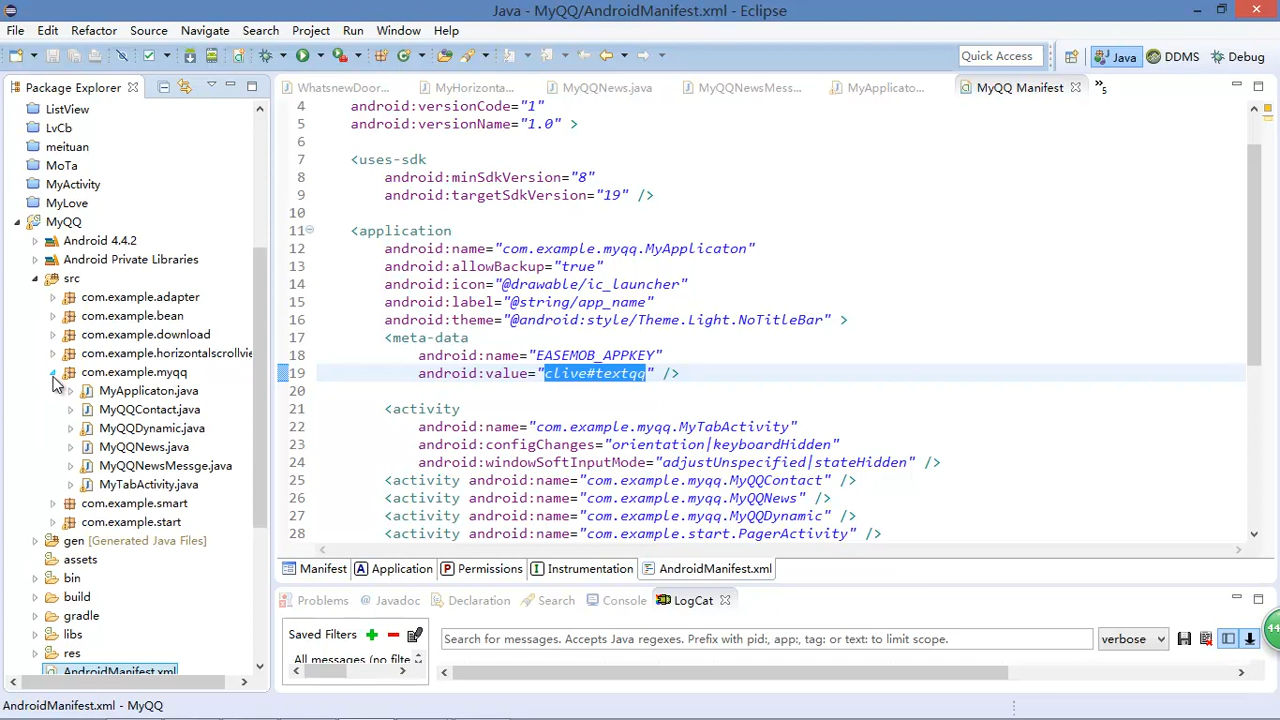 Java - MyQQ/AndroidManifest.xml - Eclipse
File Edit Refactor Source Navigate Search Project Run Window Help
Quick Access Java DDMS Debug
Package Explorer
ListView
LvCb
meituan
MoTa
MyActivity
MyLove
MyQQ
Android 4.4.2
Android Private Libraries
src
com.example.adapter
com.example.bean
com.example.download
com.example.horizontalscrollvie
com.example.myqq
MyApplicaton.java
MyQQContact.java
MyQQDynamic.java
MyQQNews.java
MyQQNewsMessge.java
MyTabActivity.java
com.example.smart
com.example.start
gen [Generated Java Files]
assets
bin
build
gradle
libs
res
AndroidManifest.xml
WhatsnewDoor... MyHorizonta... MyQQNews.java MyQQNewsMess... MyApplicato... MyQQ Manifest »5
4 android:versionCode="1"
5 android:versionName="1.0" >
6
7 <uses-sdk
8 android:minSdkVersion="8"
9 android:targetSdkVersion="19" />
10
11 <application
12 android:name="com.example.myqq.MyApplicaton"
13 android:allowBackup="true"
14 android:icon="@drawable/ic_launcher"
15 android:label="@string/app_name"
16 android:theme="@android:style/Theme.Light.NoTitleBar" >
17 <meta-data
18 android:name="EASEMOB_APPKEY"
19 android:value="clive#textqq" />
20
21 <activity
22 android:name="com.example.myqq.MyTabActivity"
23 android:configChanges="orientation|keyboardHidden"
24 android:windowSoftInputMode="adjustUnspecified|stateHidden" />
25 <activity android:name="com.example.myqq.MyQQContact" />
26 <activity android:name="com.example.myqq.MyQQNews" />
27 <activity android:name="com.example.myqq.MyQQDynamic" />
28 <activity android:name="com.example.start.PagerActivity" />
Manifest Application Permissions Instrumentation AndroidManifest.xml
Problems Javadoc Declaration Search Console LogCat
Saved Filters
All messages (no filte
Search for messages. Accepts Java regexes. Prefix with pid:, app:, tag: or text: to limit scope.
verbose
44
AndroidManifest.xml - MyQQ